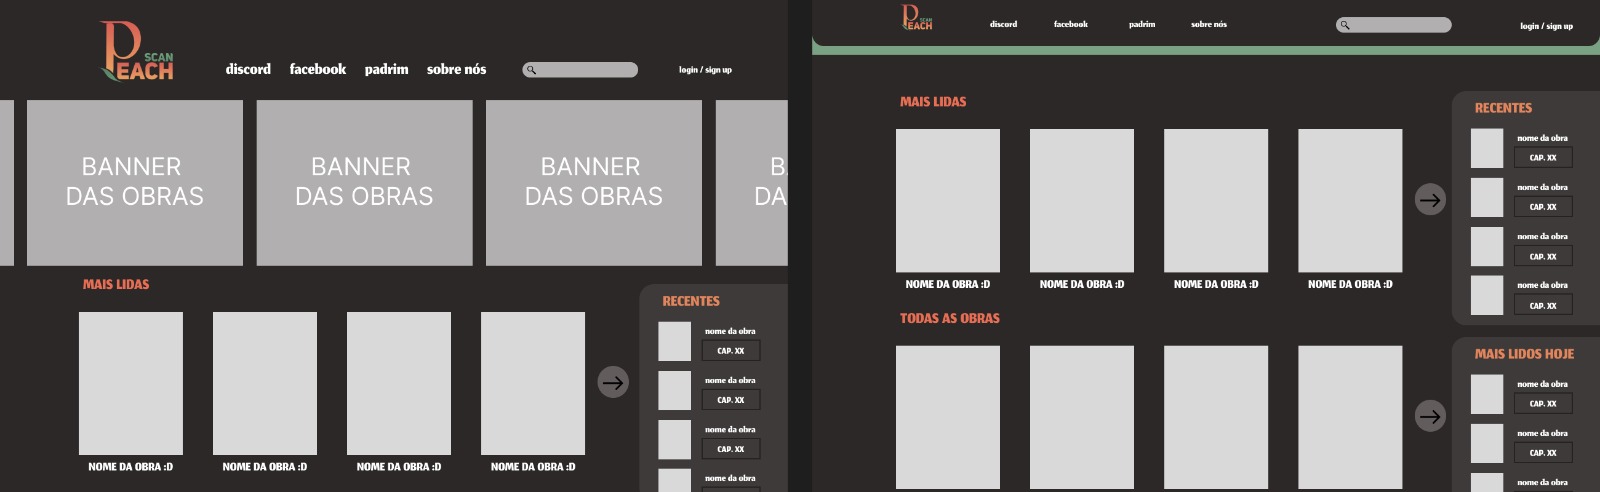 PEACH
SCAN
discord facebook padrim sobre nós
login / sign up
BANNER
DAS OBRAS
BANNER
DAS OBRAS
BANNER
DAS OBRAS
B
DA
MAIS LIDAS
NOME DA OBRA :D
NOME DA OBRA :D
NOME DA OBRA :D
NOME DA OBRA :D
RECENTES
nome da obra
CAP. XX
nome da obra
CAP. XX
nome da obra
CAP. XX
nome da obra
PEACH
SCAN
discord facebook padrim sobre nós
login / sign up
MAIS LIDAS
NOME DA OBRA :D
NOME DA OBRA :D
NOME DA OBRA :D
NOME DA OBRA :D
TODAS AS OBRAS
RECENTES
nome da obra
CAP. XX
nome da obra
CAP. XX
nome da obra
CAP. XX
nome da obra
CAP. XX
MAIS LIDOS HOJE
nome da obra
CAP. XX
nome da obra
CAP. XX
nome da obra